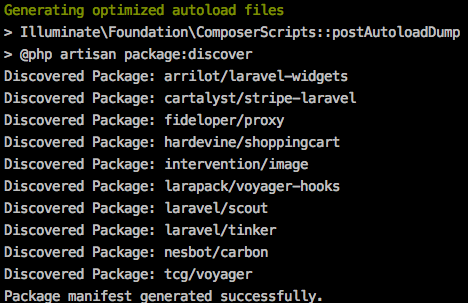 Generating optimized autoload files
> Illuminate\Foundation\ComposerScripts::postAutoloadDump
> @php artisan package:discover
Discovered Package: arrilot/laravel-widgets
Discovered Package: cartalyst/stripe-laravel
Discovered Package: fideloper/proxy
Discovered Package: hardevine/shoppingcart
Discovered Package: intervention/image
Discovered Package: larapack/voyager-hooks
Discovered Package: laravel/scout
Discovered Package: laravel/tinker
Discovered Package: nesbot/carbon
Discovered Package: tcg/voyager
Package manifest generated successfully.